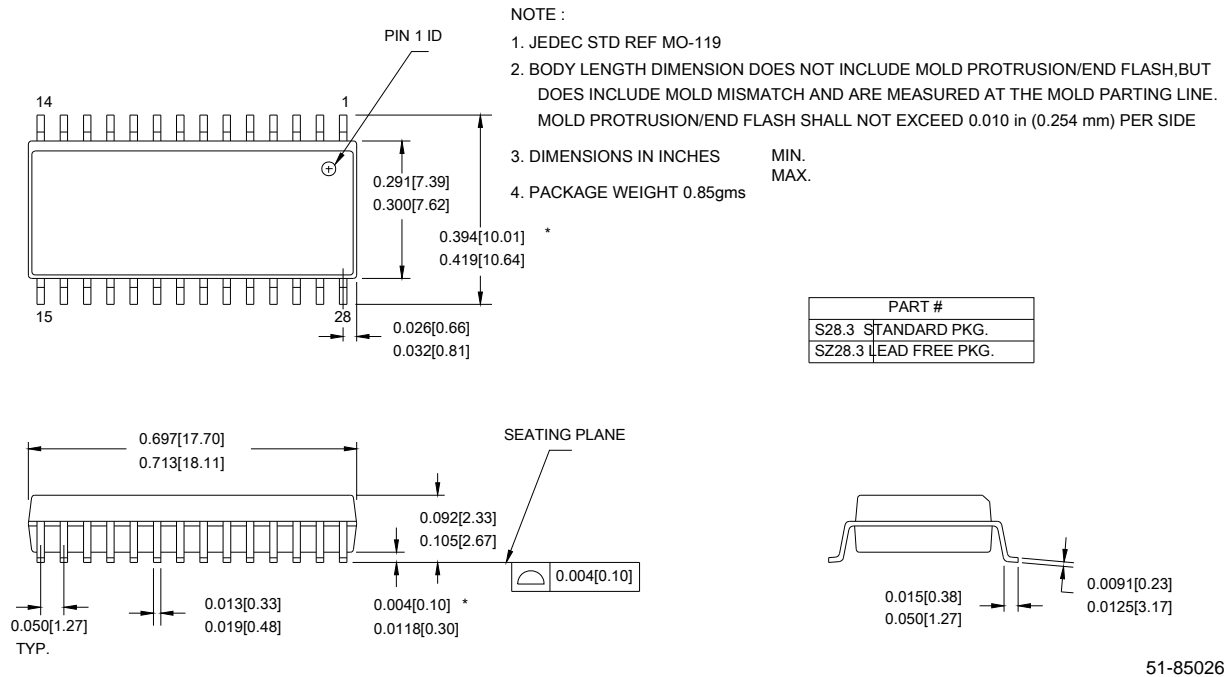 NOTE :
1. JEDEC STD REF MO-119
2. BODY LENGTH DIMENSION DOES NOT INCLUDE MOLD PROTRUSION/END FLASH,BUT
DOES INCLUDE MOLD MISMATCH AND ARE MEASURED AT THE MOLD PARTING LINE.
MOLD PROTRUSION/END FLASH SHALL NOT EXCEED 0.010 in (0.254 mm) PER SIDE
3. DIMENSIONS IN INCHES MIN.
MAX.
4. PACKAGE WEIGHT 0.85gms
PIN 1 ID
14 1
0.291[7.39]
0.300[7.62]
0.394[10.01] *
0.419[10.64]
15 28
0.026[0.66]
0.032[0.81]
PART #
S28.3 STANDARD PKG.
SZ28.3 LEAD FREE PKG.
0.697[17.70]
0.713[18.11]
SEATING PLANE
0.092[2.33]
0.105[2.67]
0.004[0.10]
0.050[1.27]
TYP.
0.013[0.33]
0.019[0.48]
0.004[0.10] *
0.0118[0.30]
0.015[0.38]
0.050[1.27]
0.0091[0.23]
0.0125[3.17]
51-85026